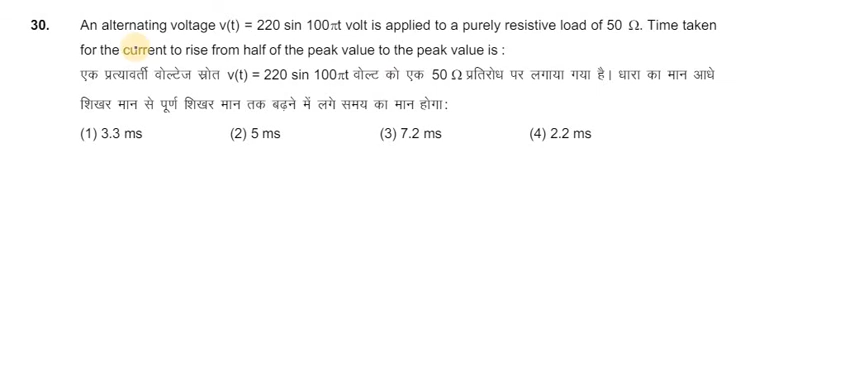 30. An alternating voltage v(t) = 220 sin 100πt volt is applied to a purely resistive load of 50 Ω. Time taken
for the current to rise from half of the peak value to the peak value is :
एक प्रत्यावर्ती वोल्टेज स्रोत v(t) = 220 sin 100πt वोल्ट को एक 50 Ω प्रतिरोध पर लगाया गया है। धारा का मान आधे
शिखर मान से पूर्ण शिखर मान तक बढ़ने में लगे समय का मान होगा:
(1) 3.3 ms (2) 5 ms (3) 7.2 ms (4) 2.2 ms